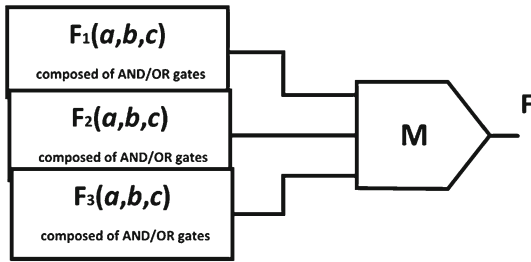 F₁(a,b,c)
composed of AND/OR gates
F₂(a,b,c)
composed of AND/OR gates
F₃(a,b,c)
composed of AND/OR gates
M
F